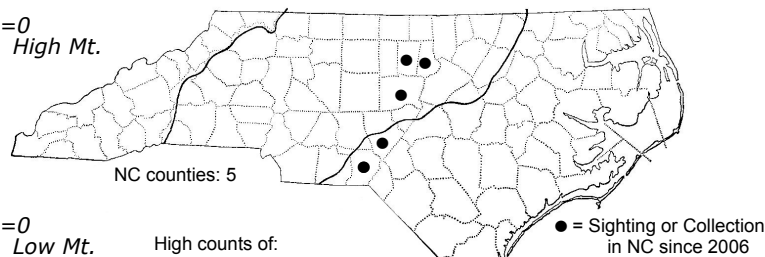 =0
High Mt.
NC counties: 5
=0
Low Mt.
High counts of:
● = Sighting or Collection
in NC since 2006